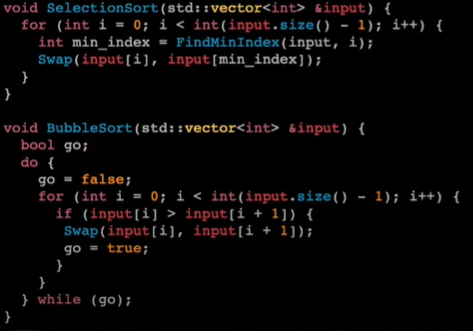 void SelectionSort(std::vector<int> &input) {
  for (int i = 0; i < int(input.size() - 1); i++) {
    int min_index = FindMinIndex(input, i);
    Swap(input[i], input[min_index]);
  }
}

void BubbleSort(std::vector<int> &input) {
  bool go;
  do {
    go = false;
    for (int i = 0; i < int(input.size() - 1); i++) {
      if (input[i] > input[i + 1]) {
       Swap(input[i], input[i + 1]);
       go = true;
      }
    }
  } while (go);
}